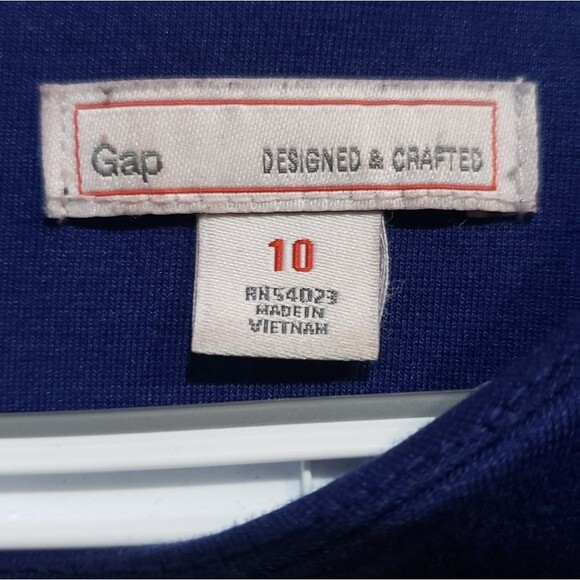 Gap DESIGNED & CRAFTED
10
RN54023
MADE IN
VIETNAM